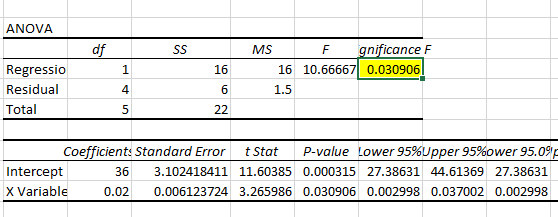 ANOVA
df SS MS F gnificance F
Regressio 1 16 16 10.66667 0.030906
Residual 4 6 1.5
Total 5 22
Coefficients Standard Error t Stat P-value Lower 95% Upper 95% ower 95.0%
Intercept 36 3.102418411 11.60385 0.000315 27.38631 44.61369 27.38631
X Variable 0.02 0.006123724 3.265986 0.030906 0.002998 0.037002 0.002998